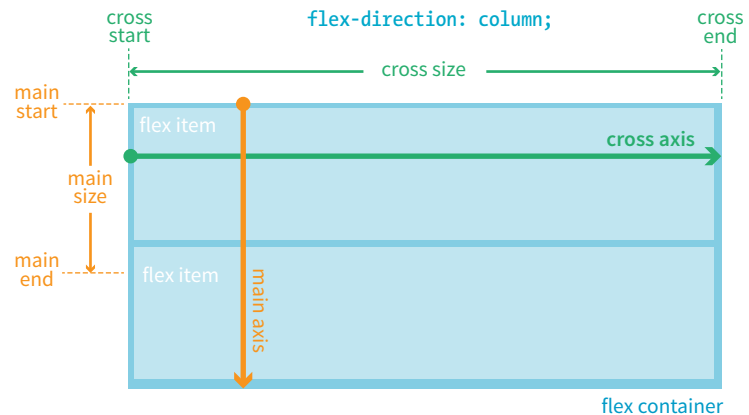 cross
start
flex-direction: column;
cross
end
cross size
main
start
flex item
cross axis
main
size
main
end
flex item
main axis
flex container